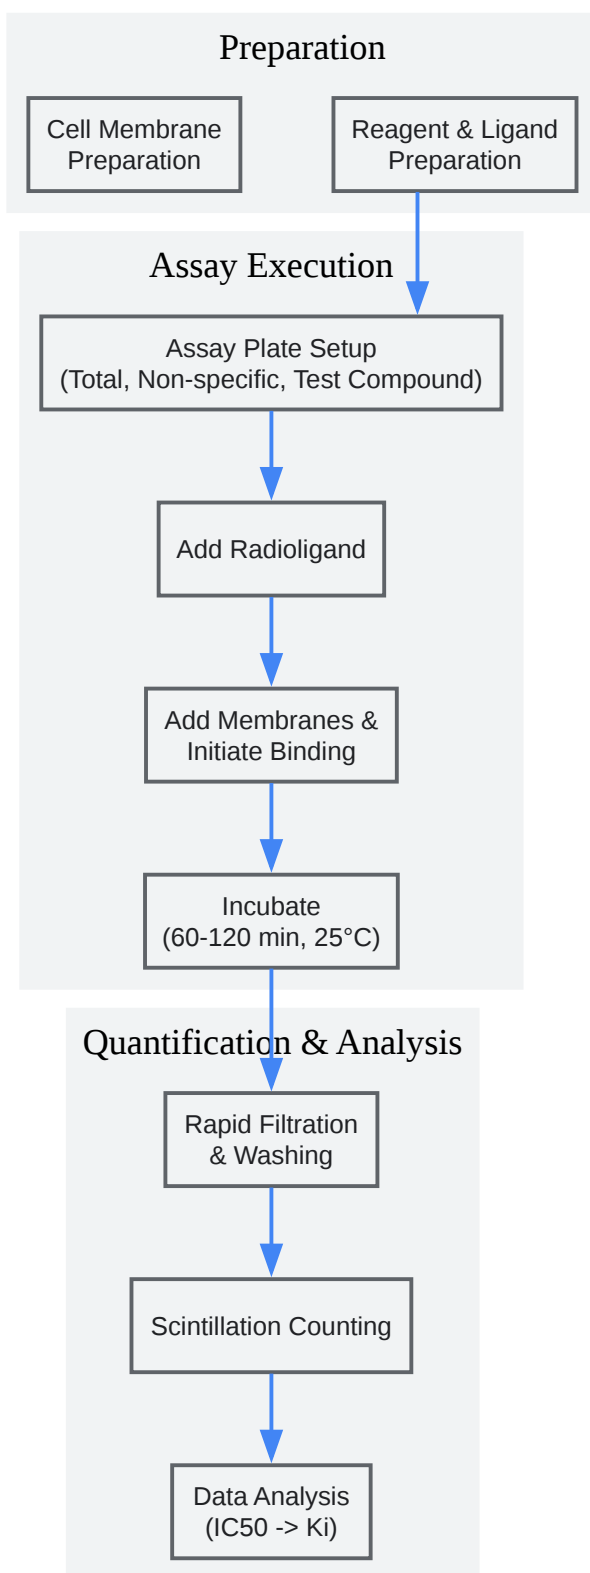 Preparation
Cell Membrane
Preparation
Reagent & Ligand
Preparation
Assay Execution
Assay Plate Setup
(Total, Non-specific, Test Compound)
Add Radioligand
Add Membranes &
Initiate Binding
Incubate
(60-120 min, 25°C)
Quantification & Analysis
Rapid Filtration
& Washing
Scintillation Counting
Data Analysis
(IC50 -> Ki)